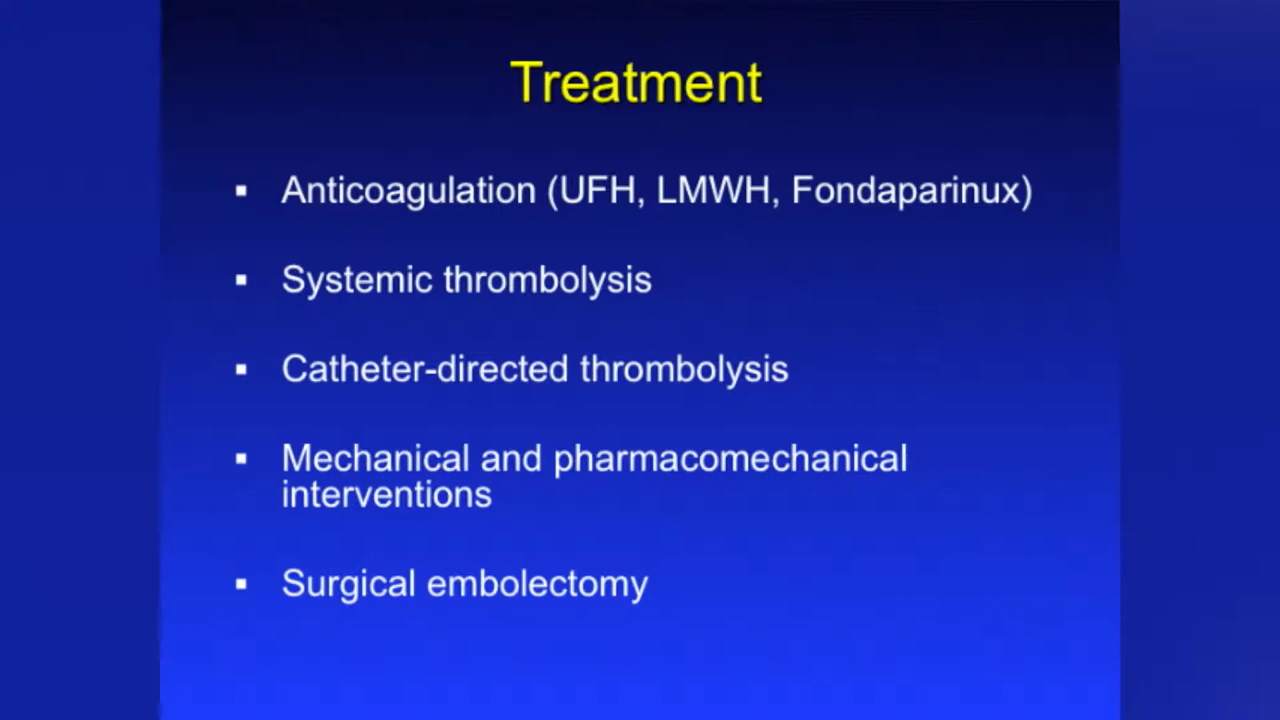 Treatment
▪ Anticoagulation (UFH, LMWH, Fondaparinux)
▪ Systemic thrombolysis
▪ Catheter-directed thrombolysis
▪ Mechanical and pharmacomechanical
interventions
▪ Surgical embolectomy